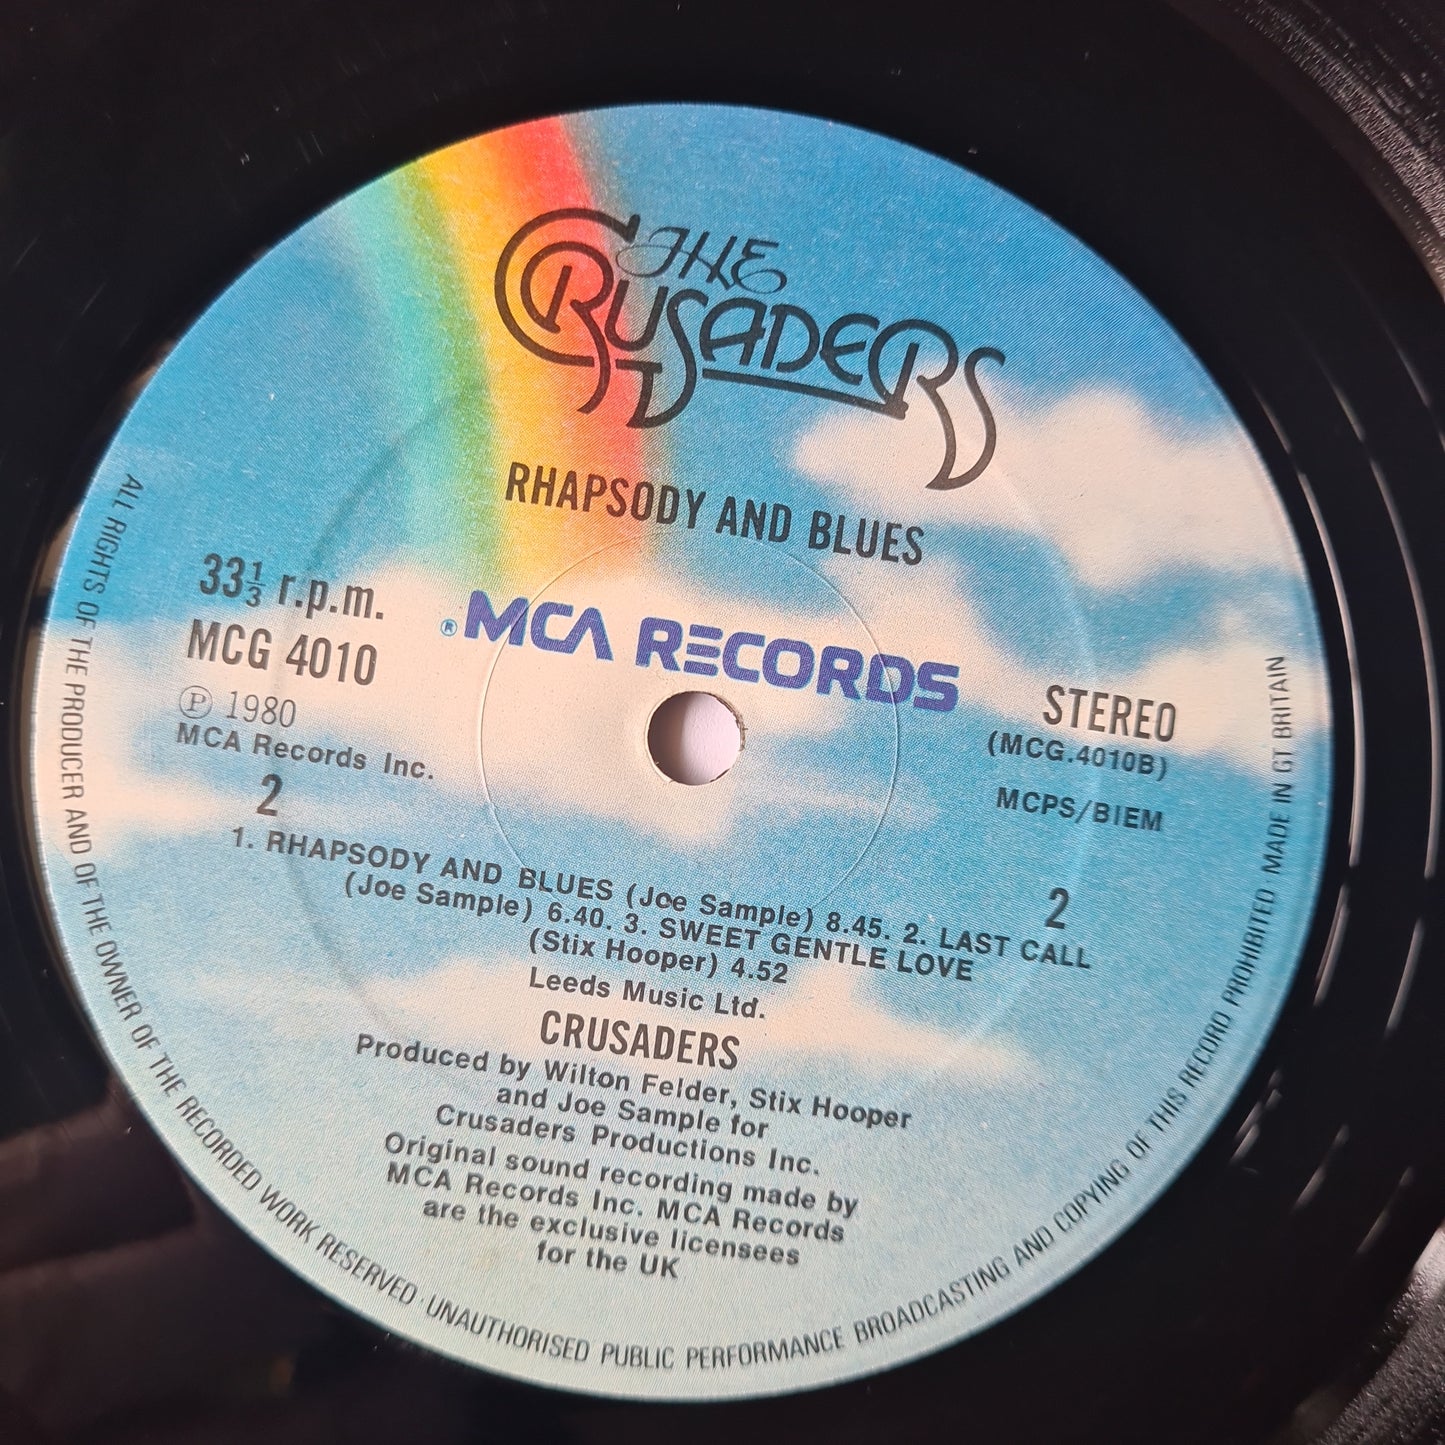 THE
CRUSADERS
RHAPSODY AND BLUES
® MCA RECORDS
33⅓ r.p.m.
MCG 4010
Ⓟ 1980
MCA Records Inc.
2
STEREO
(MCG.4010B)
MCPS/BIEM
2
1. RHAPSODY AND BLUES (Joe Sample) 8.45. 2. LAST CALL
(Joe Sample) 6.40. 3. SWEET GENTLE LOVE
(Stix Hooper) 4.52
Leeds Music Ltd.
CRUSADERS
Produced by Wilton Felder, Stix Hooper
and Joe Sample for
Crusaders Productions Inc.
Original sound recording made by
MCA Records Inc. MCA Records
are the exclusive licensees
for the UK
ALL RIGHTS OF THE PRODUCER AND OF THE OWNER OF THE RECORDED WORK RESERVED · UNAUTHORISED PUBLIC PERFORMANCE BROADCASTING AND COPYING OF THIS RECORD PROHIBITED MADE IN GT BRITAIN